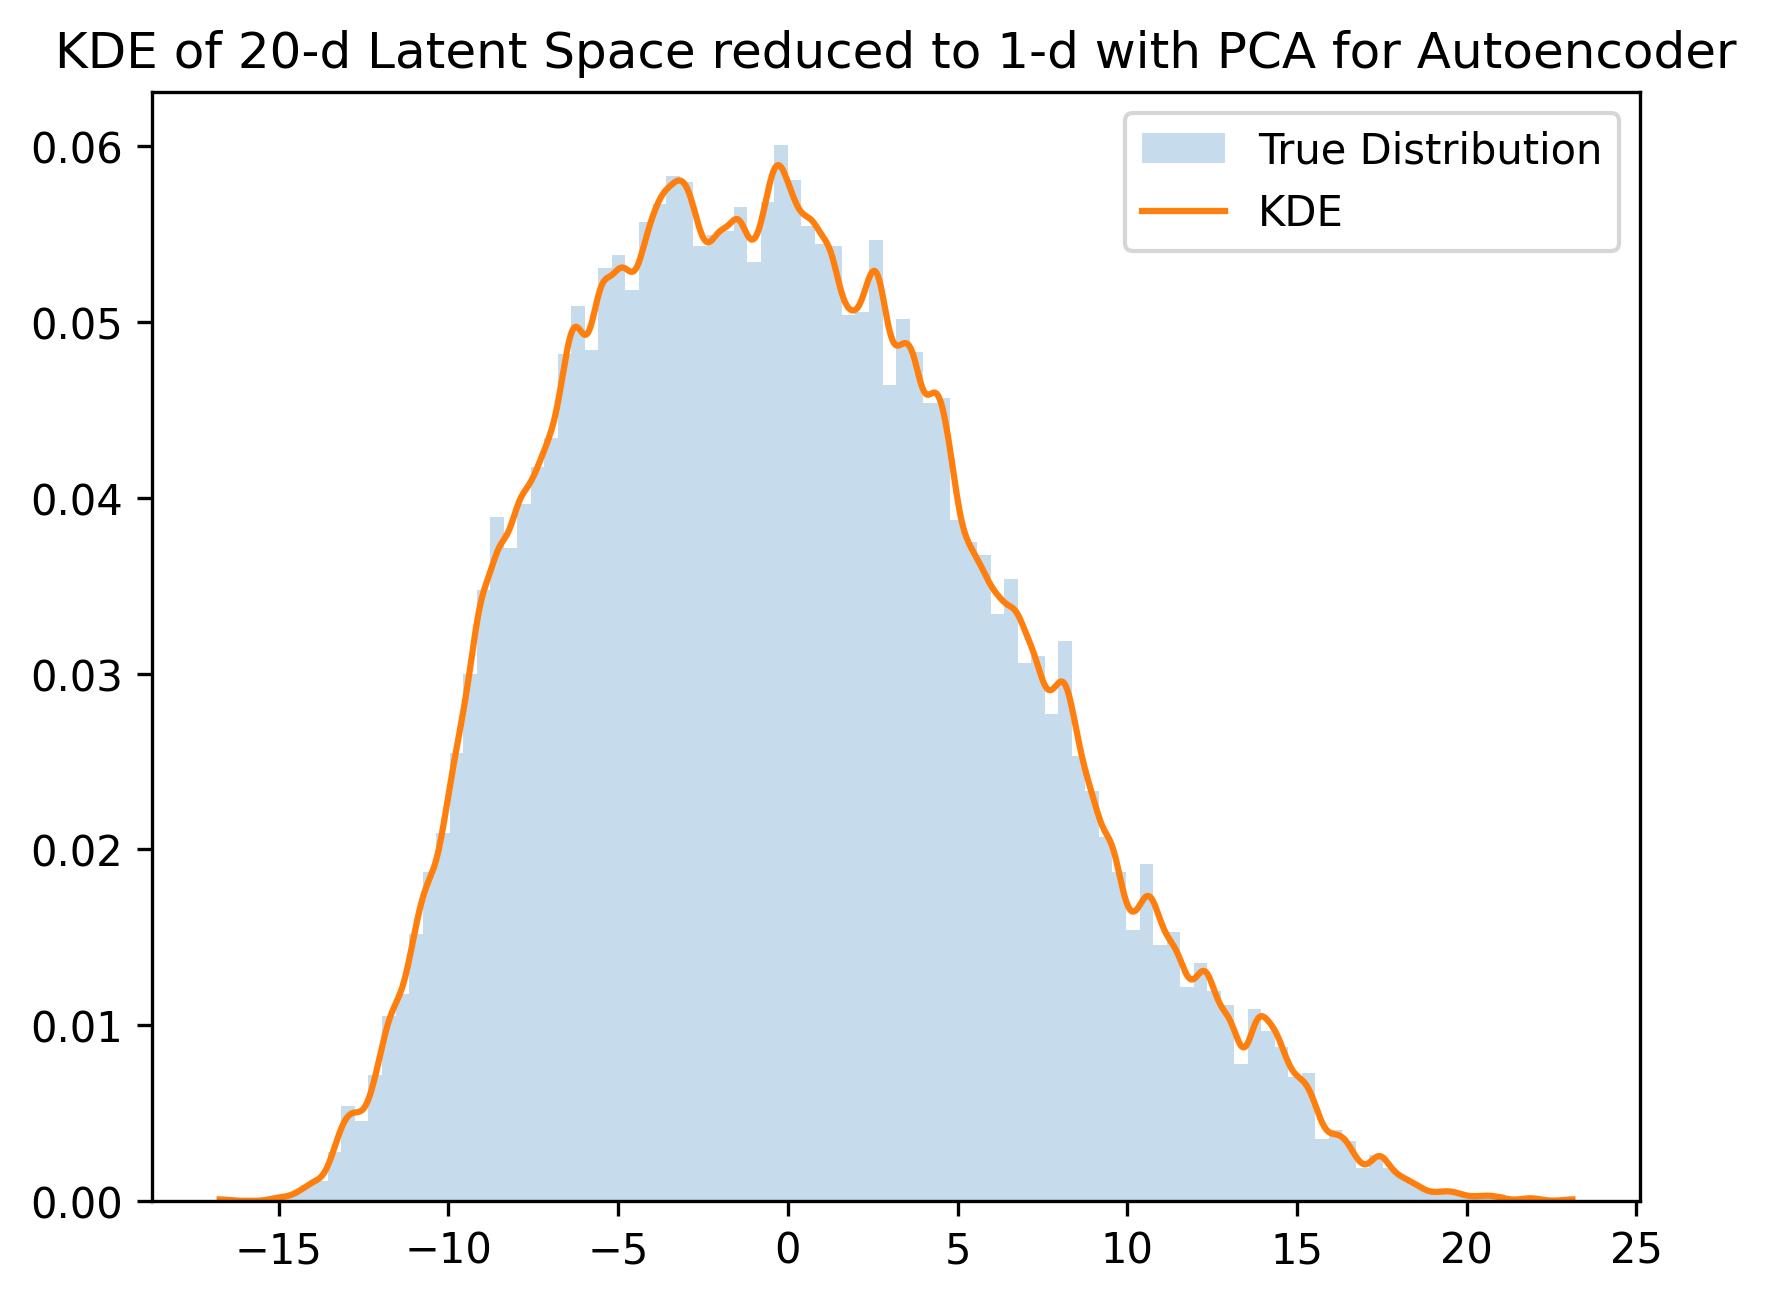 KDE of 20-d Latent Space reduced to 1-d with PCA for Autoencoder
True Distribution
KDE
0.06
0.05
0.04
0.03
0.02
0.01
0.00
−15 −10 −5 0 5 10 15 20 25